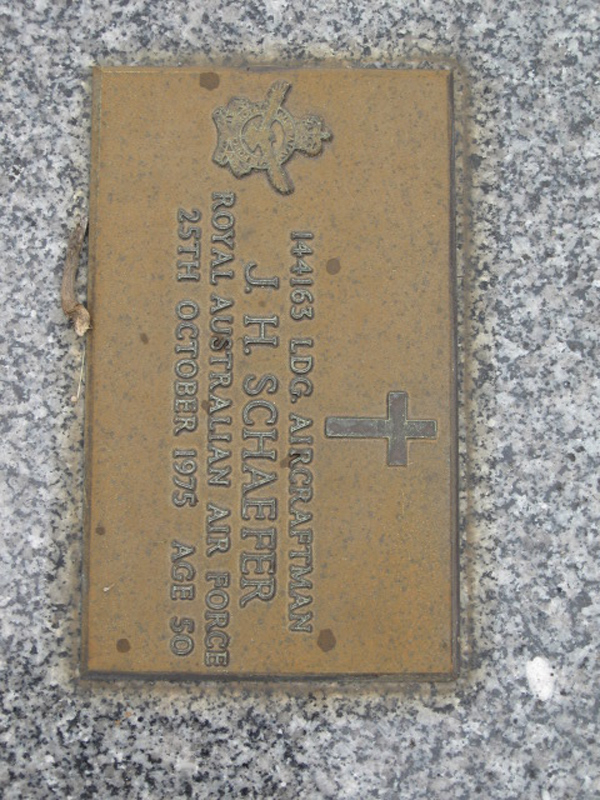 144163 LDG. AIRCRAFTMAN
J. H. SCHAEFER
ROYAL AUSTRALIAN AIR FORCE
25TH OCTOBER 1975 AGE 50